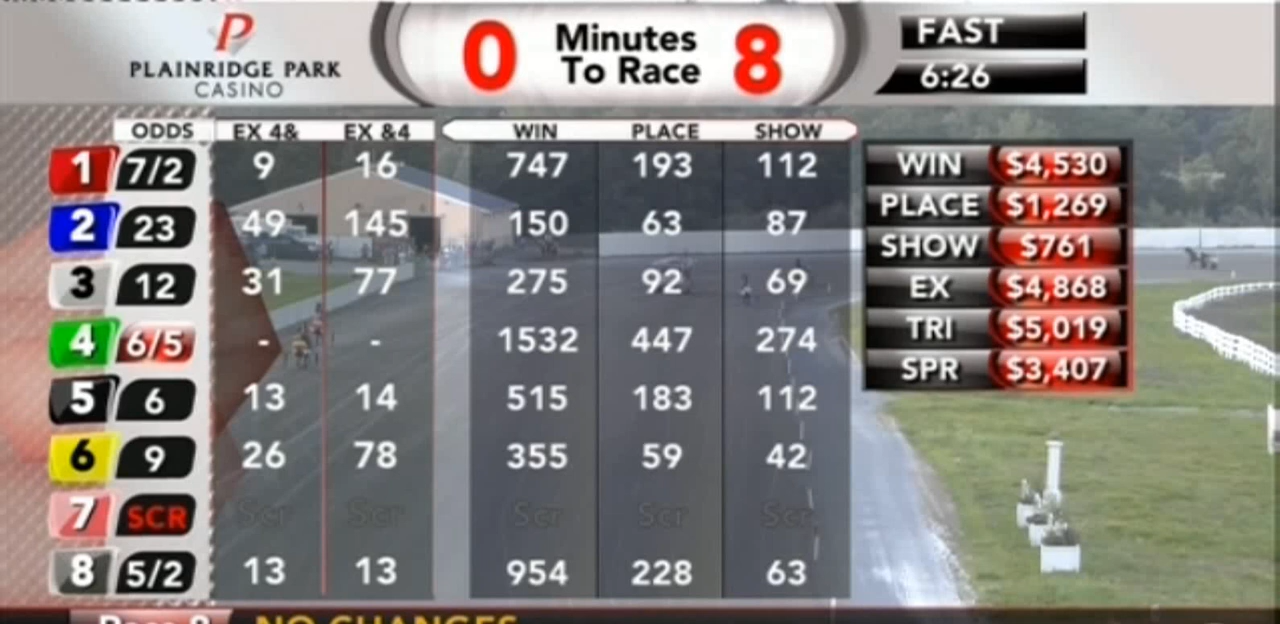 P
PLAINRIDGE PARK
CASINO
0 Minutes To Race 8
FAST
6:26
ODDS EX 4& EX &4 WIN PLACE SHOW
1 7/2 9 16 747 193 112
2 23 49 145 150 63 87
3 12 31 77 275 92 69
4 6/5 - - 1532 447 274
5 6 13 14 515 183 112
6 9 26 78 355 59 42
7 SCR Scr Scr Scr Scr Scr
8 5/2 13 13 954 228 63
WIN $4,530
PLACE $1,269
SHOW $761
EX $4,868
TRI $5,019
SPR $3,407
Race 8 NO CHANGES